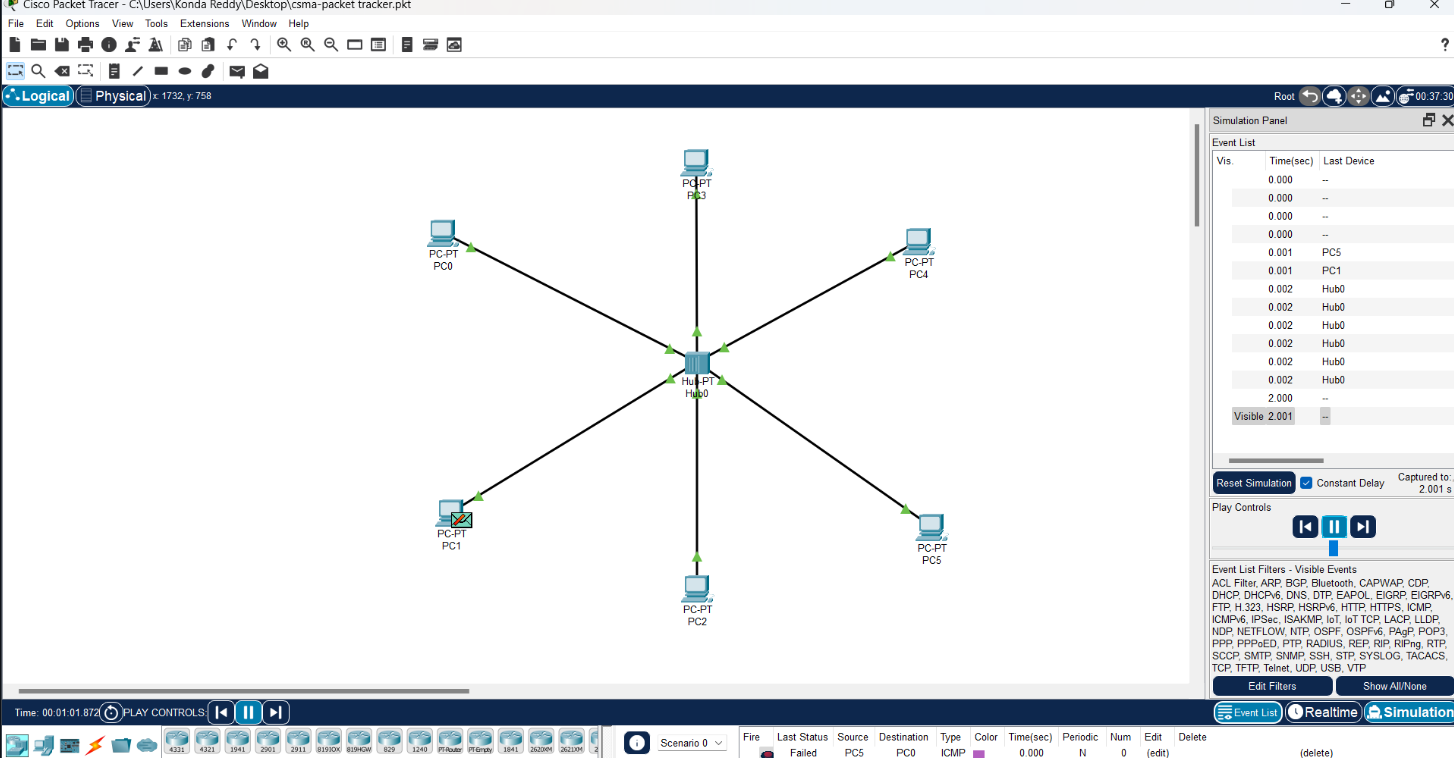 Cisco Packet Tracer - C:\Users\Konda Reddy\Desktop\csma-packet tracker.pkt
File Edit Options View Tools Extensions Window Help
?
Logical Physical x: 1732, y: 758 Root 00:37:30
Simulation Panel
Event List
Vis. Time(sec) Last Device
0.000 --
0.000 --
0.000 --
0.000 --
0.001 PC5
0.001 PC1
0.002 Hub0
0.002 Hub0
0.002 Hub0
0.002 Hub0
0.002 Hub0
0.002 Hub0
2.000 --
Visible 2.001 --
Reset Simulation Constant Delay Captured to:
2.001 s
Play Controls
Event List Filters - Visible Events
ACL Filter, ARP, BGP, Bluetooth, CAPWAP, CDP,
DHCP, DHCPv6, DNS, DTP, EAPOL, EIGRP, EIGRPv6,
FTP, H.323, HSRP, HSRPv6, HTTP, HTTPS, ICMP,
ICMPv6, IPSec, ISAKMP, IoT, IoT TCP, LACP, LLDP,
NDP, NETFLOW, NTP, OSPF, OSPFv6, PAgP, POP3,
PPP, PPPoED, PTP, RADIUS, REP, RIP, RIPng, RTP,
SCCP, SMTP, SNMP, SSH, STP, SYSLOG, TACACS,
TCP, TFTP, Telnet, UDP, USB, VTP
Edit Filters Show All/None
Event List Realtime Simulation
PC-PT
PC3
PC-PT
PC0
PC-PT
PC4
Hub-PT
Hub0
PC-PT
PC1
PC-PT
PC5
PC-PT
PC2
Time: 00:01:01.872 PLAY CONTROLS:
4331 4321 1941 2901 2911 819IOX 819HGW 829 1240 PT-Router PT-Empty 1841 2620XM 2621XM 2
Scenario 0
Fire Last Status Source Destination Type Color Time(sec) Periodic Num Edit Delete
Failed PC5 PC0 ICMP 0.000 N 0 (edit) (delete)